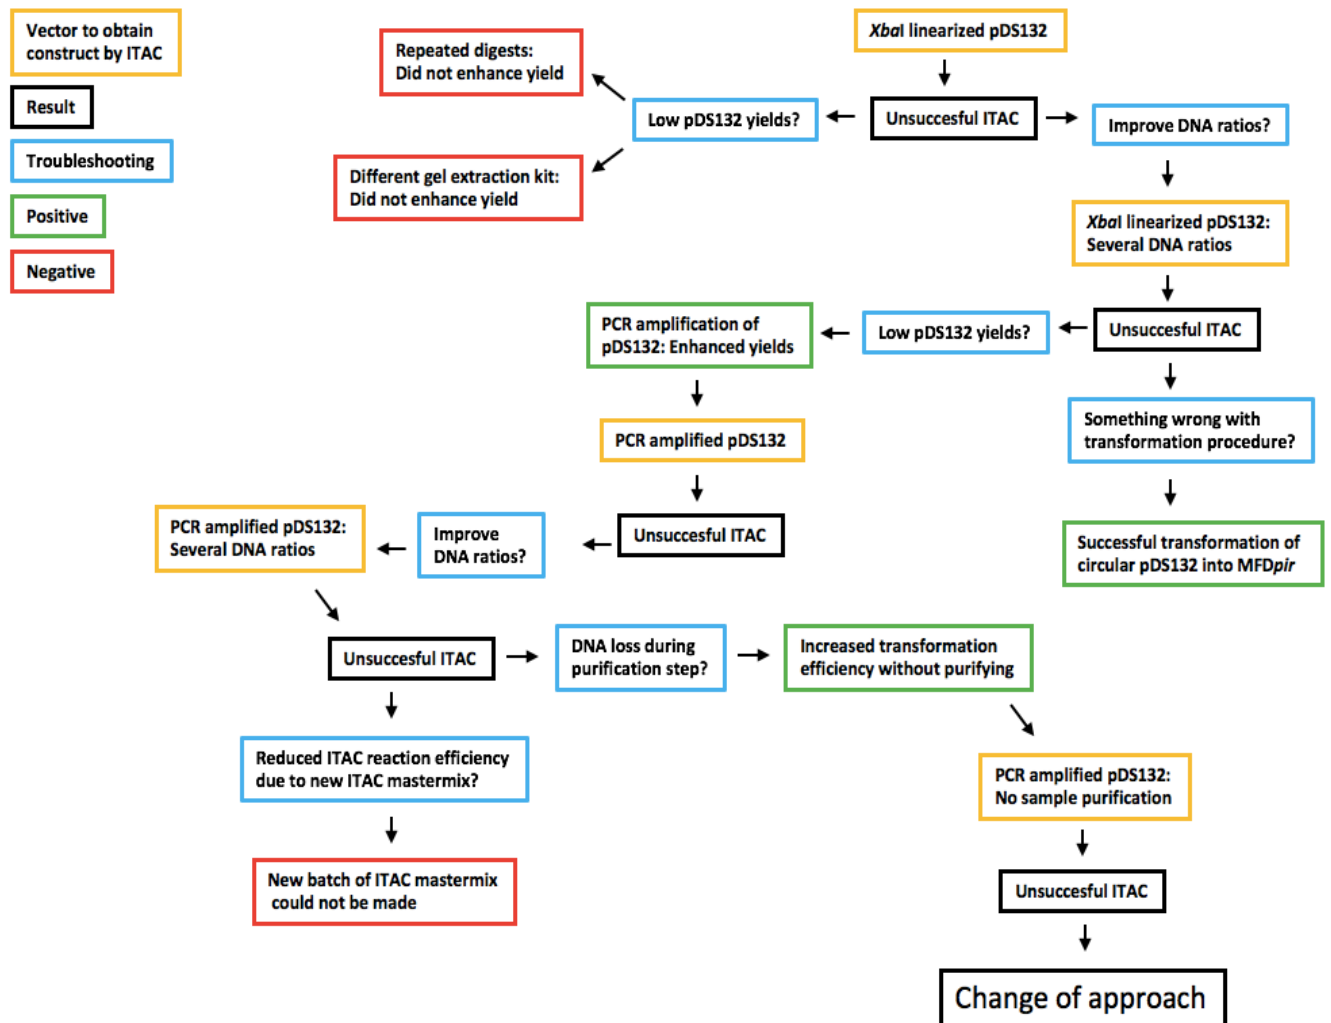 Vector to obtain
construct by ITAC
Result
Troubleshooting
Positive
Negative
XbaI linearized pDS132
Unsuccesful ITAC
Low pDS132 yields?
Repeated digests:
Did not enhance yield
Different gel extraction kit:
Did not enhance yield
Improve DNA ratios?
XbaI linearized pDS132:
Several DNA ratios
Unsuccesful ITAC
Something wrong with
transformation procedure?
Successful transformation of
circular pDS132 into MFDpir
Low pDS132 yields?
PCR amplification of
pDS132: Enhanced yields
PCR amplified pDS132
Unsuccesful ITAC
Improve
DNA ratios?
PCR amplified pDS132:
Several DNA ratios
Unsuccesful ITAC
Reduced ITAC reaction efficiency
due to new ITAC mastermix?
New batch of ITAC mastermix
could not be made
DNA loss during
purification step?
Increased transformation
efficiency without purifying
PCR amplified pDS132:
No sample purification
Unsuccesful ITAC
Change of approach